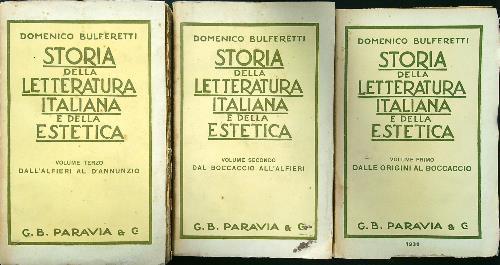 DOMENICO BULFERETTI
STORIA
DELLA
LETTERATURA
ITALIANA
E DELLA
ESTETICA
VOLUME TERZO
DALL'ALFIERI AL D'ANNUNZIO
G. B. PARAVIA & C
DOMENICO BULFERETTI
STORIA
DELLA
LETTERATURA
ITALIANA
E DELLA
ESTETICA
VOLUME SECONDO
DAL BOCCACCIO ALL'ALFIERI
G. B. PARAVIA & C
DOMENICO BULFERETTI
STORIA
DELLA
LETTERATURA
ITALIANA
E DELLA
ESTETICA
VOLUME PRIMO
DALLE ORIGINI AL BOCCACCIO
G. B. PARAVIA & C